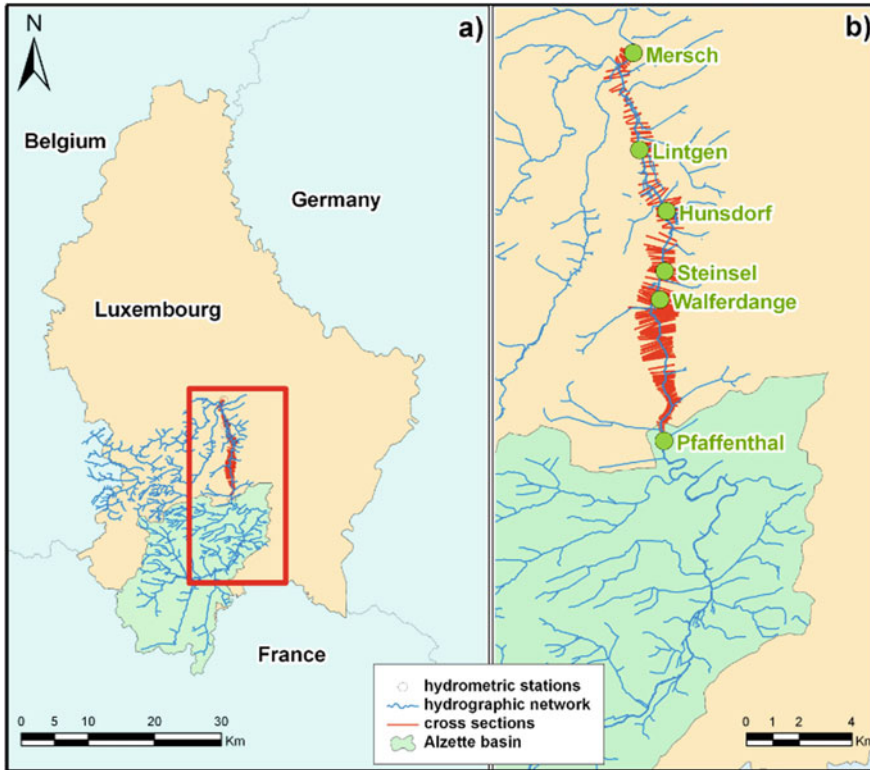 N
a)
Belgium
Germany
Luxembourg
France
0 5 10 20 30
Km
b)
Mersch
Lintgen
Hunsdorf
Steinsel
Walferdange
Pfaffenthal
hydrometric stations
hydrographic network
cross sections
Alzette basin
0 1 2 4
Km